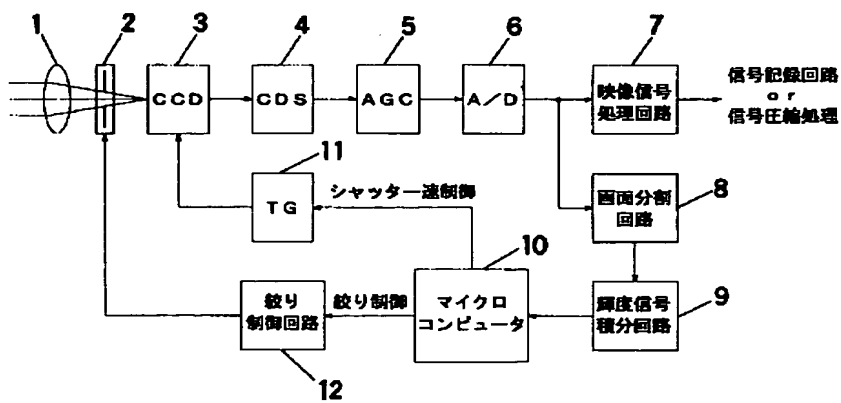 1
2
3
4
5
6
7
CCD
CDS
AGC
A/D
映像信号
処理回路
信号記録回路
or
信号圧縮処理
11
TG
シャッター速制御
画面分割
回路
8
10
絞り
制御回路
絞り制御
マイクロ
コンピュータ
輝度信号
積分回路
9
12